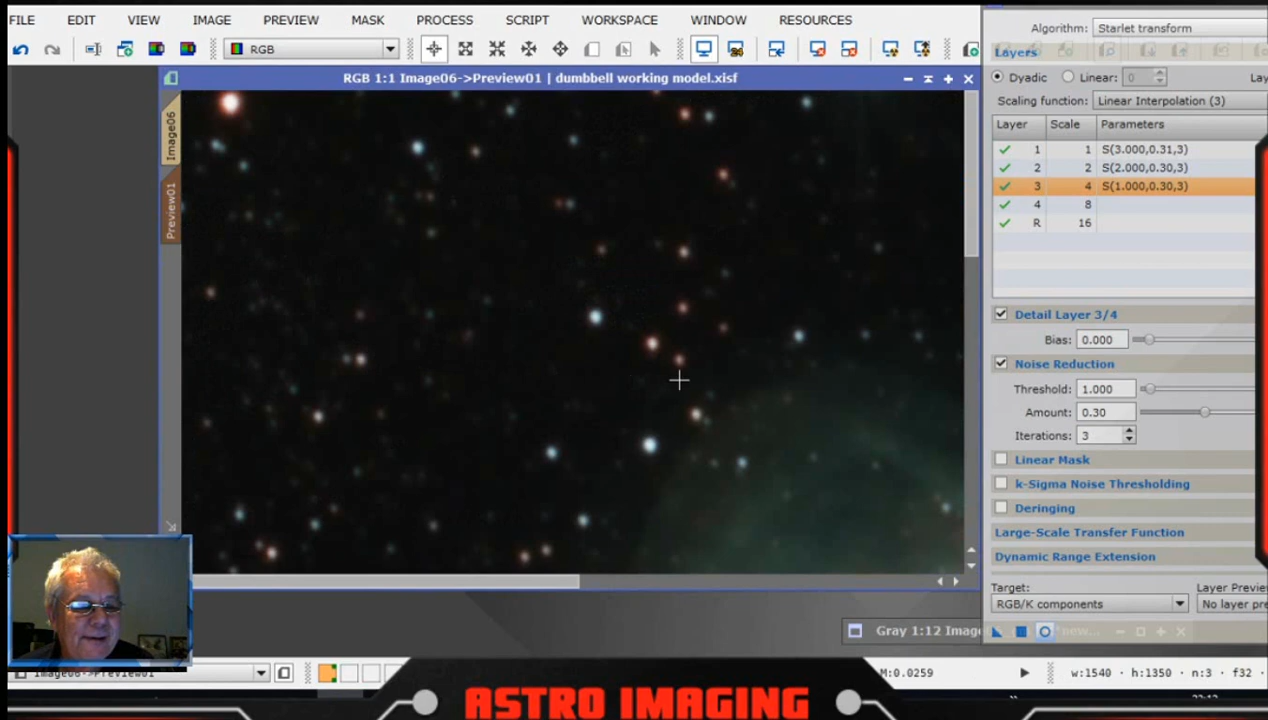 FILE EDIT VIEW IMAGE PREVIEW MASK PROCESS SCRIPT WORKSPACE WINDOW RESOURCES
RGB
RGB 1:1 Image06->Preview01 | dumbbell working model.xisf
Image06
Preview01
Algorithm: Starlet transform
Layers
Dyadic Linear: 0
Scaling function: Linear Interpolation (3)
Layer Scale Parameters
1 1 S(3.000,0.31,3)
2 2 S(2.000,0.30,3)
3 4 S(1.000,0.30,3)
4 8
R 16
Detail Layer 3/4
Bias: 0.000
Noise Reduction
Threshold: 1.000
Amount: 0.30
Iterations: 3
Linear Mask
k-Sigma Noise Thresholding
Deringing
Large-Scale Transfer Function
Dynamic Range Extension
Target: Layer
RGB/K components No layer
Gray 1:12
Image06->Preview01
M:0.0259
w:1540 · h:1350 · n:3 · f32
ASTRO IMAGING